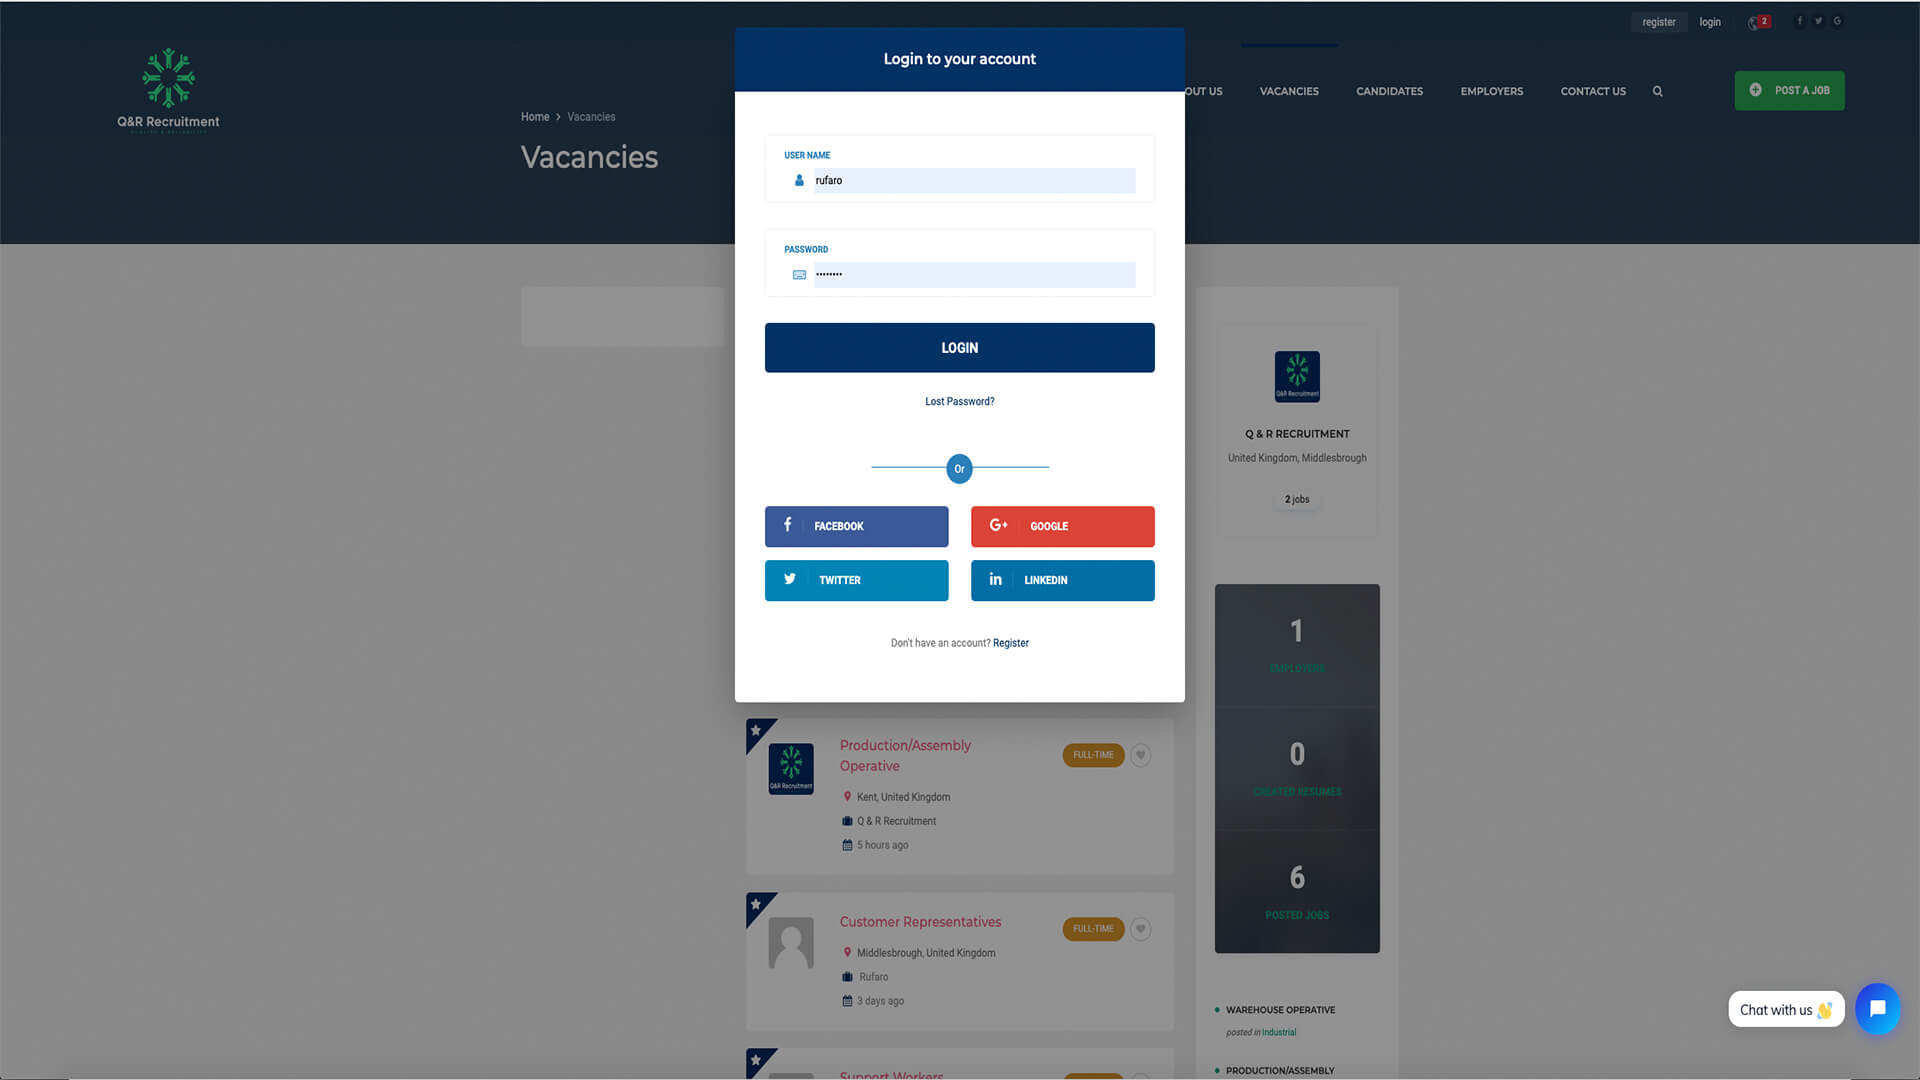 register
login
2
Login to your account
Q&R Recruitment
OUT US
VACANCIES
CANDIDATES
EMPLOYERS
CONTACT US
POST A JOB
Home > Vacancies
Vacancies
USER NAME
rufaro
PASSWORD
••••••••
LOGIN
Lost Password?
Or
FACEBOOK
GOOGLE
TWITTER
LINKEDIN
Don't have an account? Register
Q&R Recruitment
Q & R RECRUITMENT
United Kingdom, Middlesbrough
2 jobs
1
EMPLOYERS
0
CREATED RESUMES
6
POSTED JOBS
Production/Assembly
Operative
FULL-TIME
Q&R Recruitment
Kent, United Kingdom
Q & R Recruitment
5 hours ago
Customer Representatives
FULL-TIME
Middlesbrough, United Kingdom
Rufaro
3 days ago
Support Workers
WAREHOUSE OPERATIVE
posted in Industrial
PRODUCTION/ASSEMBLY
Chat with us 👋